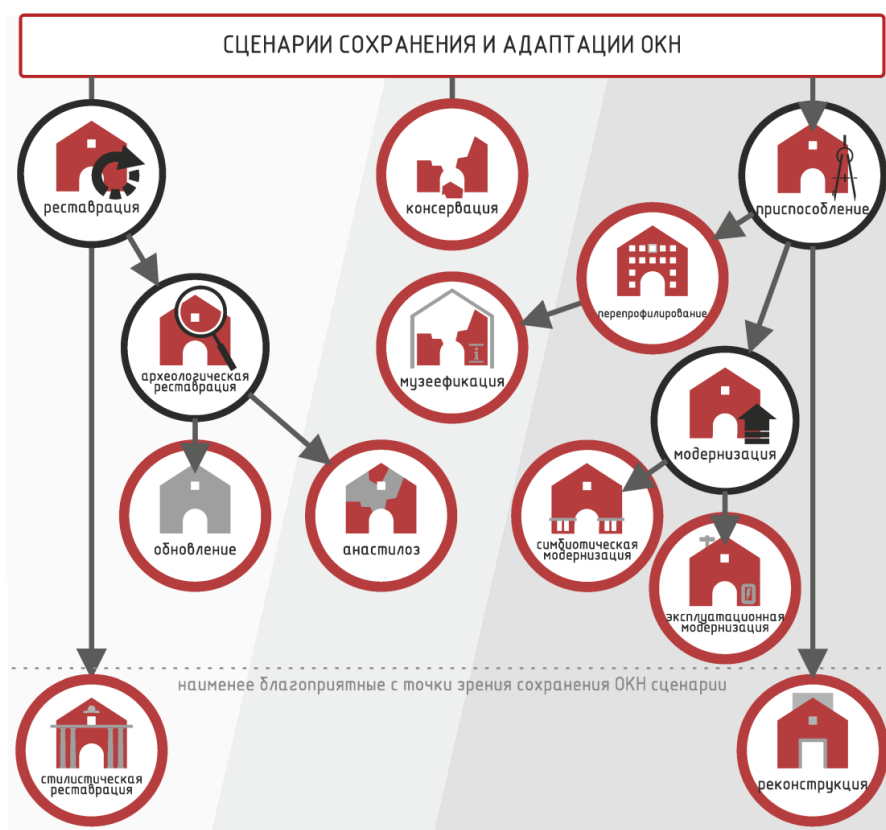 СЦЕНАРИИ СОХРАНЕНИЯ И АДАПТАЦИИ ОКН
реставрация
консервация
приспособление
перепрофилирование
археологическая
реставрация
музеефикация
модернизация
обновление
анастилоз
симбиотическая
модернизация
эксплуатационная
модернизация
наименее благоприятные с точки зрения сохранения ОКН сценарии
стилистическая
реставрация
реконструкция